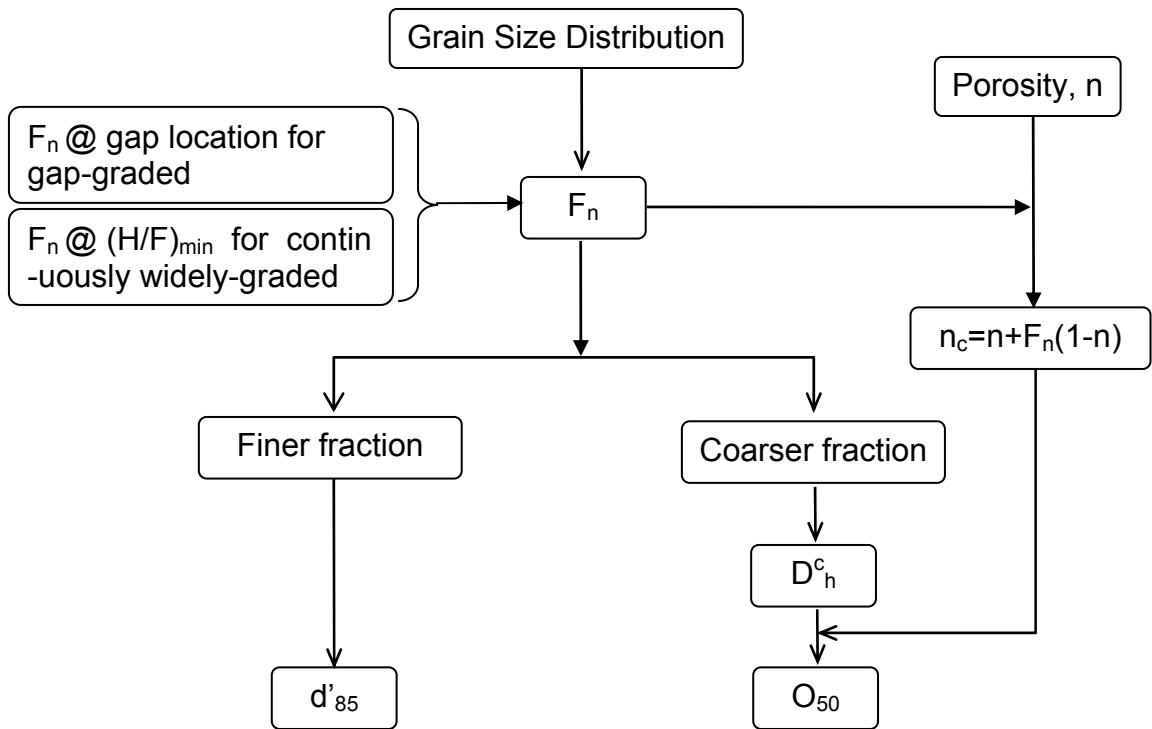 Grain Size Distribution
Porosity, n
Fn @ gap location for
gap-graded
Fn @ (H/F)min for contin
-uously widely-graded
Fn
nc=n+Fn(1-n)
Finer fraction
Coarser fraction
Dch
d’85
O50